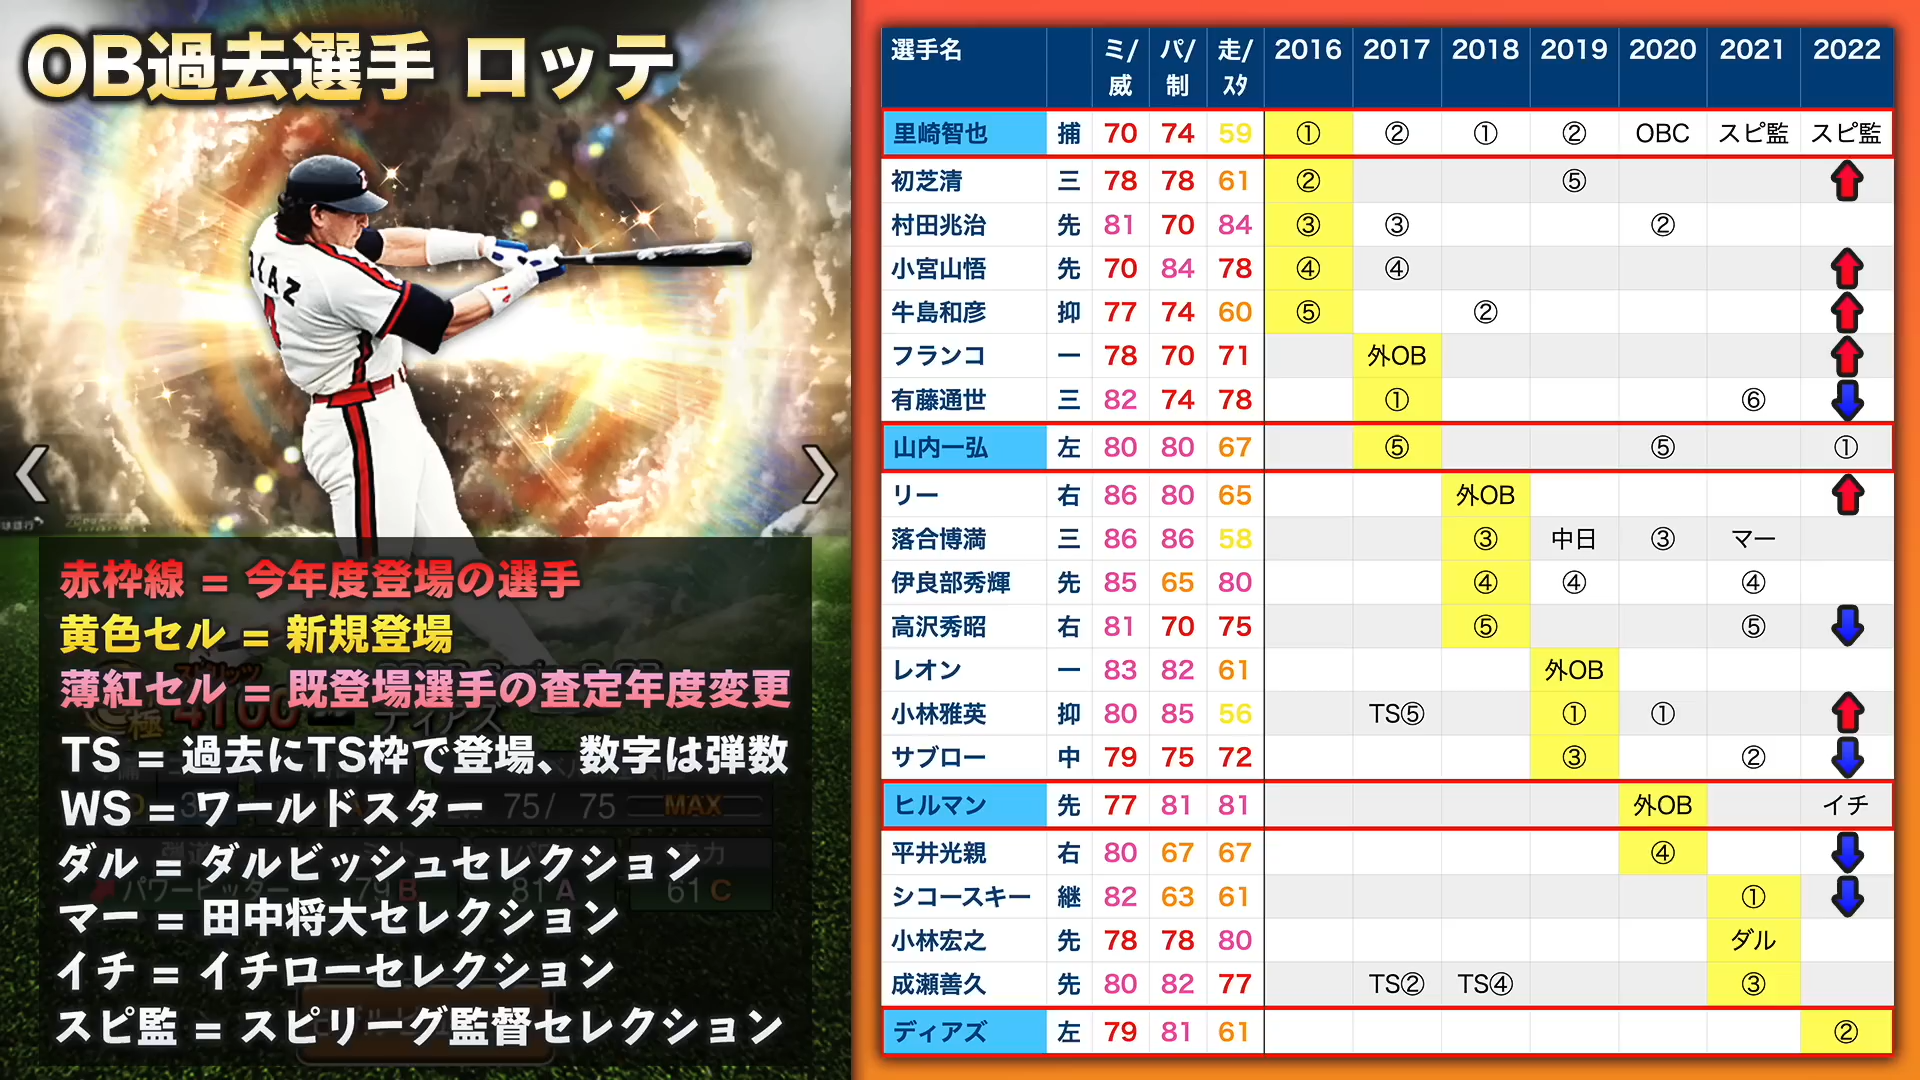 OB過去選手 ロッテ
LAZ
赤枠線 = 今年度登場の選手
黄色セル = 新規登場
薄紅セル = 既登場選手の査定年度変更
TS = 過去にTS枠で登場、数字は弾数
WS = ワールドスター
ダル = ダルビッシュセレクション
マー = 田中将大セレクション
イチ = イチローセレクション
スピ監 = スピリーグ監督セレクション
ディアズ
75/ 75 MAX
パワーヒッター 79 B 81 A 61 C
選手名 ミ/威 パ/制 走/スタ 2016 2017 2018 2019 2020 2021 2022
里崎智也 捕 70 74 59 ① ② ① ② OBC スピ監 スピ監
初芝清 三 78 78 61 ② ⑤
村田兆治 先 81 70 84 ③ ③ ②
小宮山悟 先 70 84 78 ④ ④
牛島和彦 抑 77 74 60 ⑤ ②
フランコ 一 78 70 71 外OB
有藤通世 三 82 74 78 ① ⑥
山内一弘 左 80 80 67 ⑤ ⑤ ①
リー 右 86 80 65 外OB
落合博満 三 86 86 58 ③ 中日 ③ マー
伊良部秀輝 先 85 65 80 ④ ④ ④
高沢秀昭 右 81 70 75 ⑤ ⑤
レオン 一 83 82 61 外OB
小林雅英 抑 80 85 56 TS⑤ ① ①
サブロー 中 79 75 72 ③ ②
ヒルマン 先 77 81 81 外OB イチ
平井光親 右 80 67 67 ④
シコースキー 継 82 63 61 ①
小林宏之 先 78 78 80 ダル
成瀬善久 先 80 82 77 TS② TS④ ③
ディアズ 左 79 81 61 ②